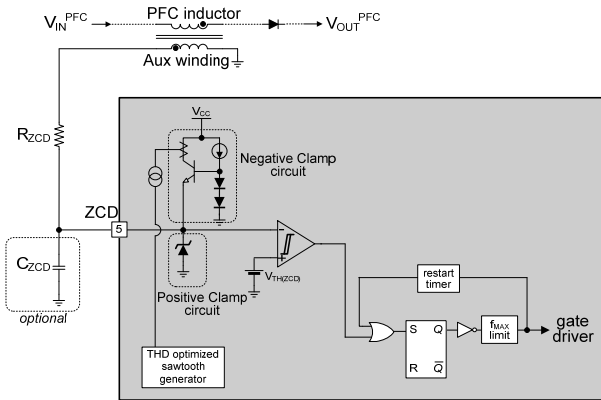 V_IN^PFC
PFC inductor
V_OUT^PFC
Aux winding
R_ZCD
V_CC
Negative Clamp
circuit
ZCD
5
C_ZCD
optional
Positive Clamp
circuit
V_TH(ZCD)
THD optimized
sawtooth
generator
restart
timer
S Q
R Q̅
f_MAX
limit
gate
driver